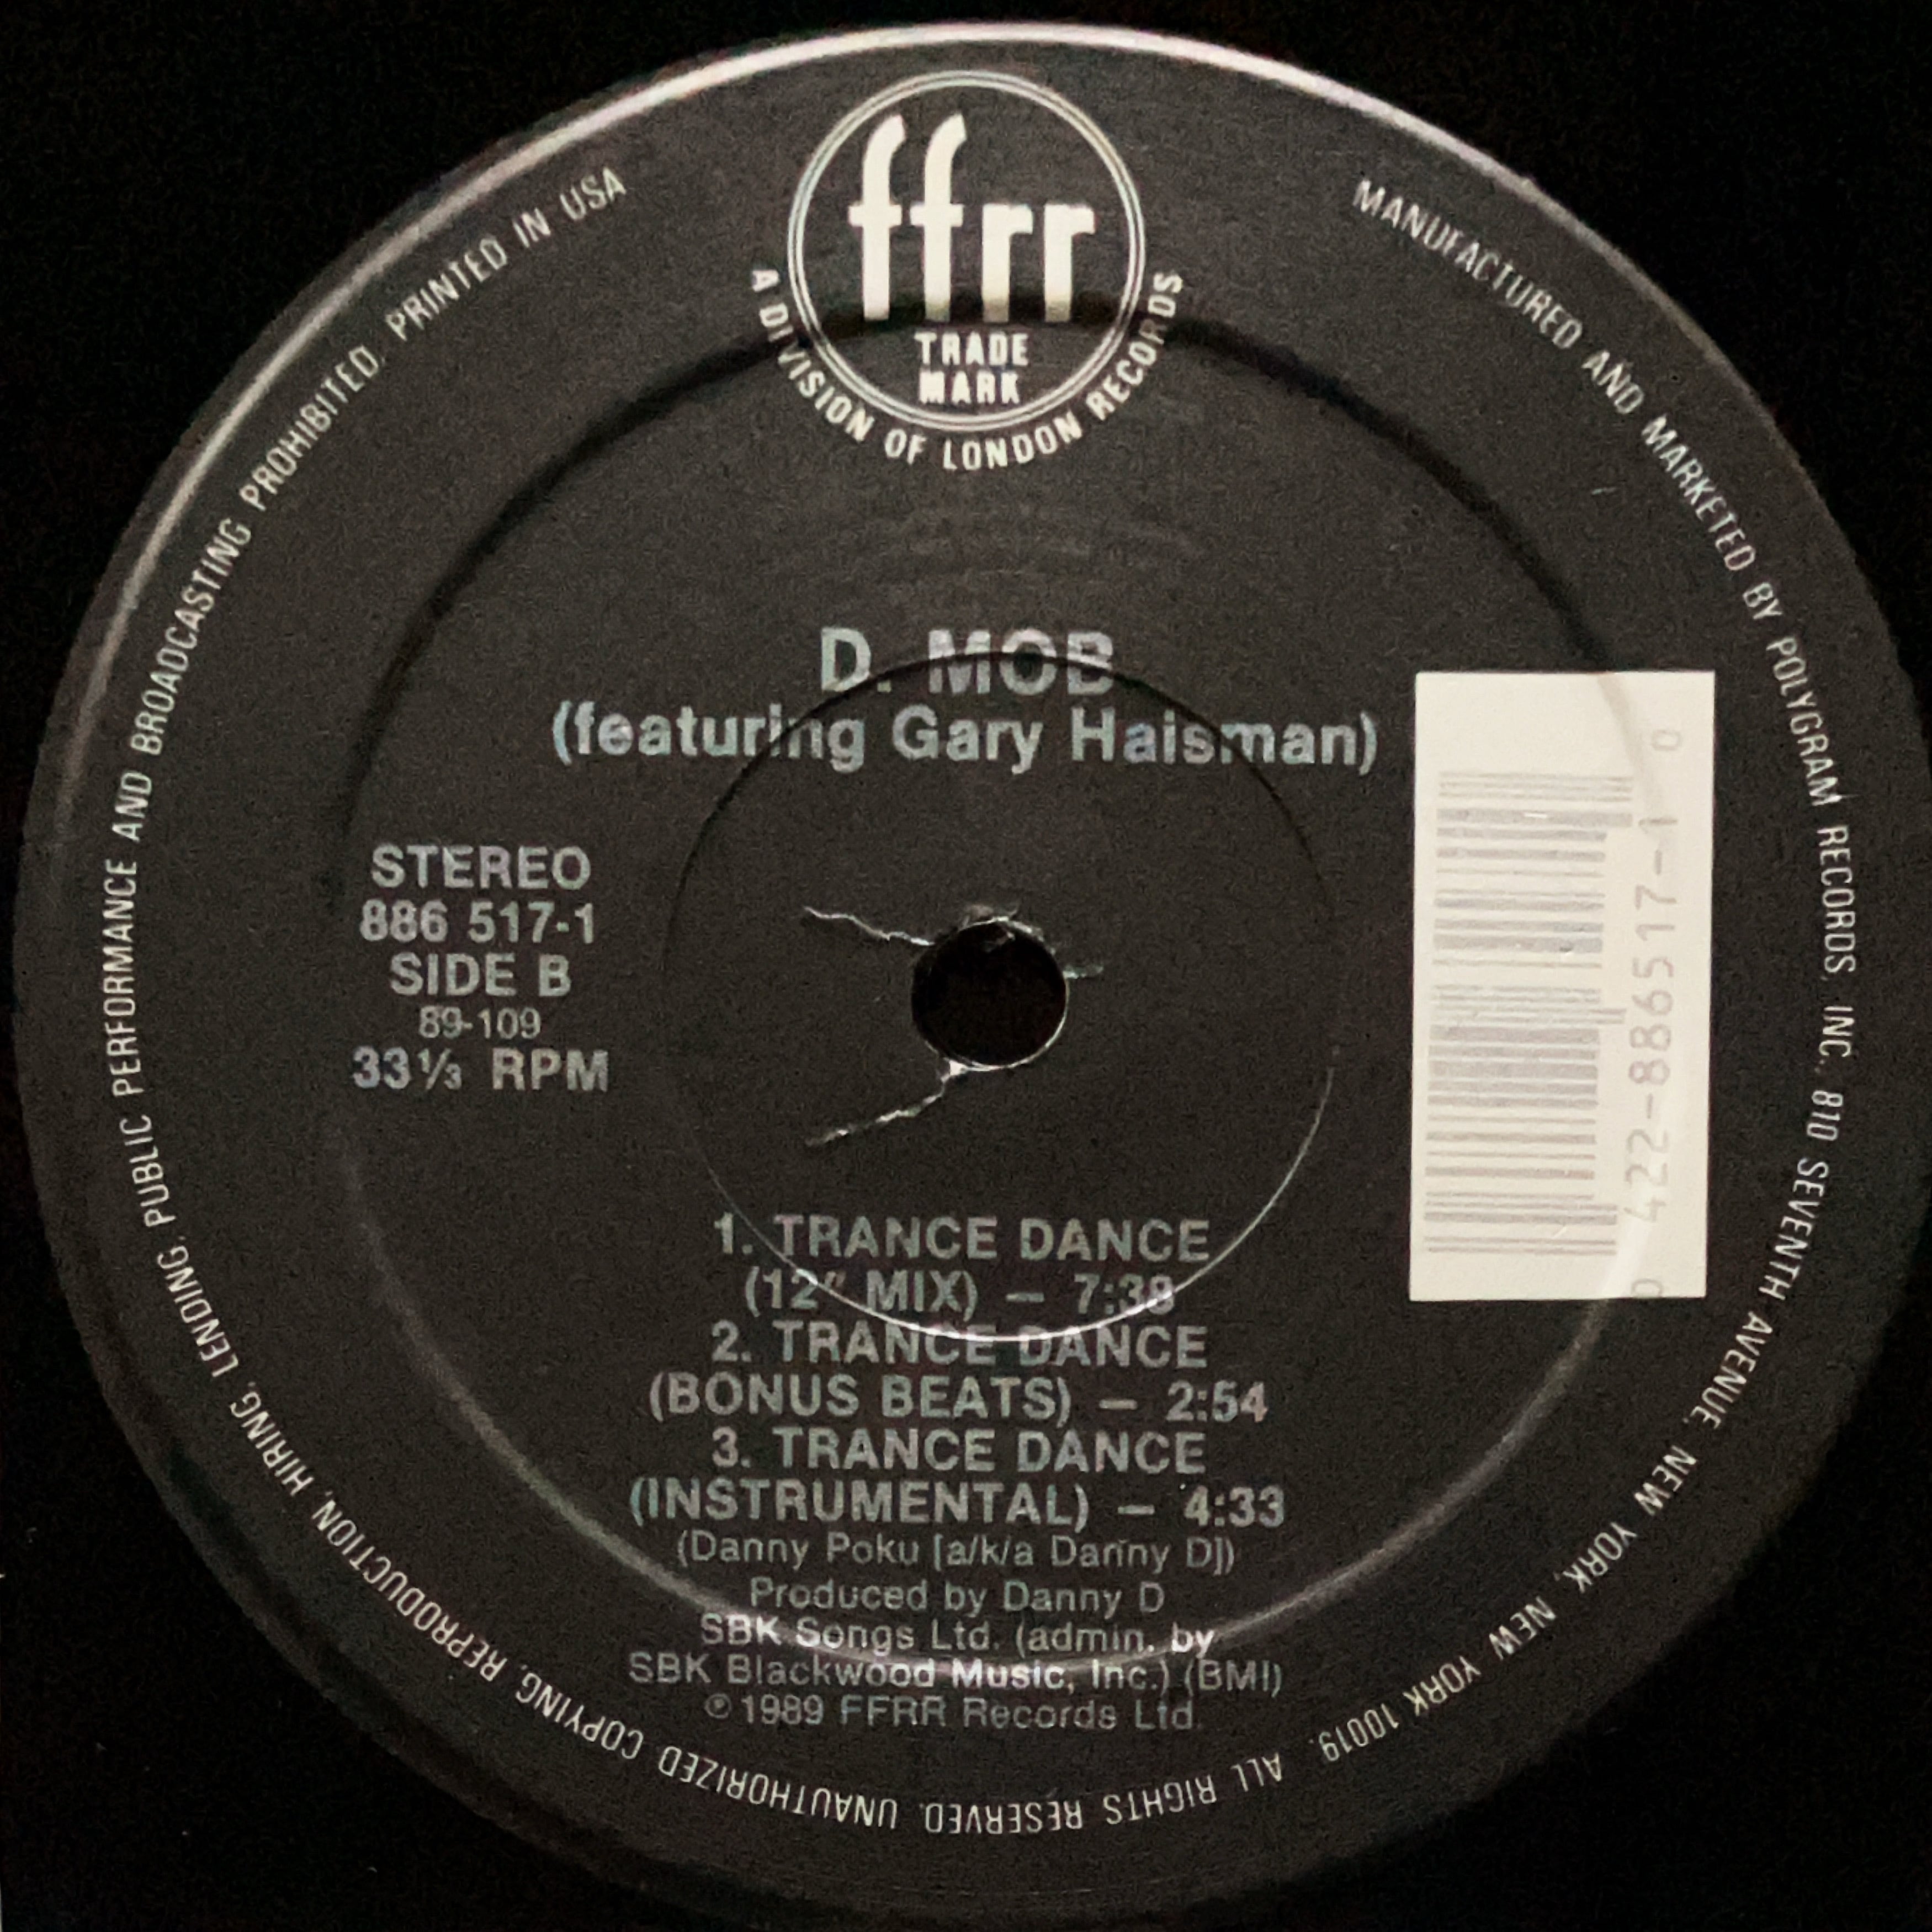 ffrr
TRADE
MARK
A DIVISION OF LONDON RECORDS
D. MOB
(featuring Gary Haisman)
STEREO
886 517-1
SIDE B
89-109
33⅓ RPM
0 422-886517-1 0
1. TRANCE DANCE
(12" MIX) — 7:38
2. TRANCE DANCE
(BONUS BEATS) — 2:54
3. TRANCE DANCE
(INSTRUMENTAL) — 4:33
(Danny Poku [a/k/a Danny D])
Produced by Danny D
SBK Songs Ltd. (admin. by
SBK Blackwood Music, Inc.) (BMI)
℗ 1989 FFRR Records Ltd.
MANUFACTURED AND MARKETED BY POLYGRAM RECORDS, INC., 810 SEVENTH AVENUE, NEW YORK, NEW YORK 10019. ALL RIGHTS RESERVED. UNAUTHORIZED COPYING, REPRODUCTION, HIRING, LENDING, PUBLIC PERFORMANCE AND BROADCASTING PROHIBITED. PRINTED IN USA